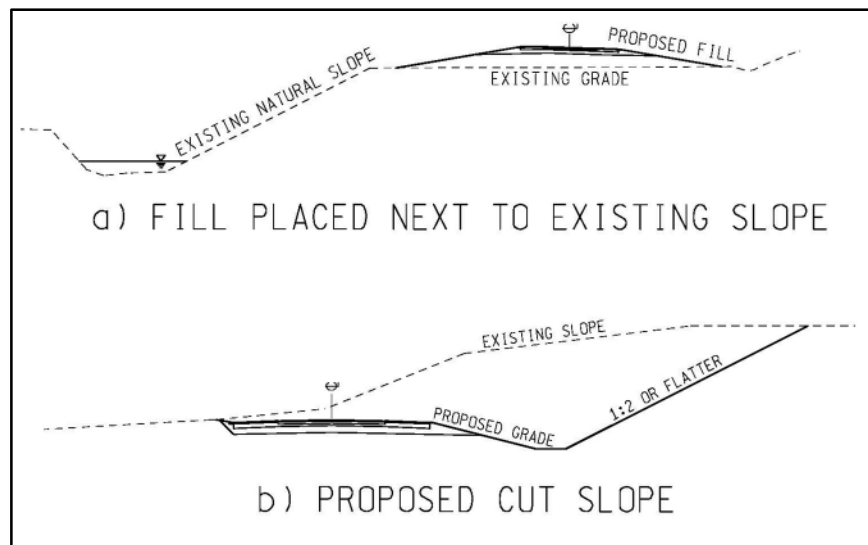 PROPOSED FILL
EXISTING GRADE
EXISTING NATURAL SLOPE
a) FILL PLACED NEXT TO EXISTING SLOPE
EXISTING SLOPE
1:2 OR FLATTER
PROPOSED GRADE
b) PROPOSED CUT SLOPE